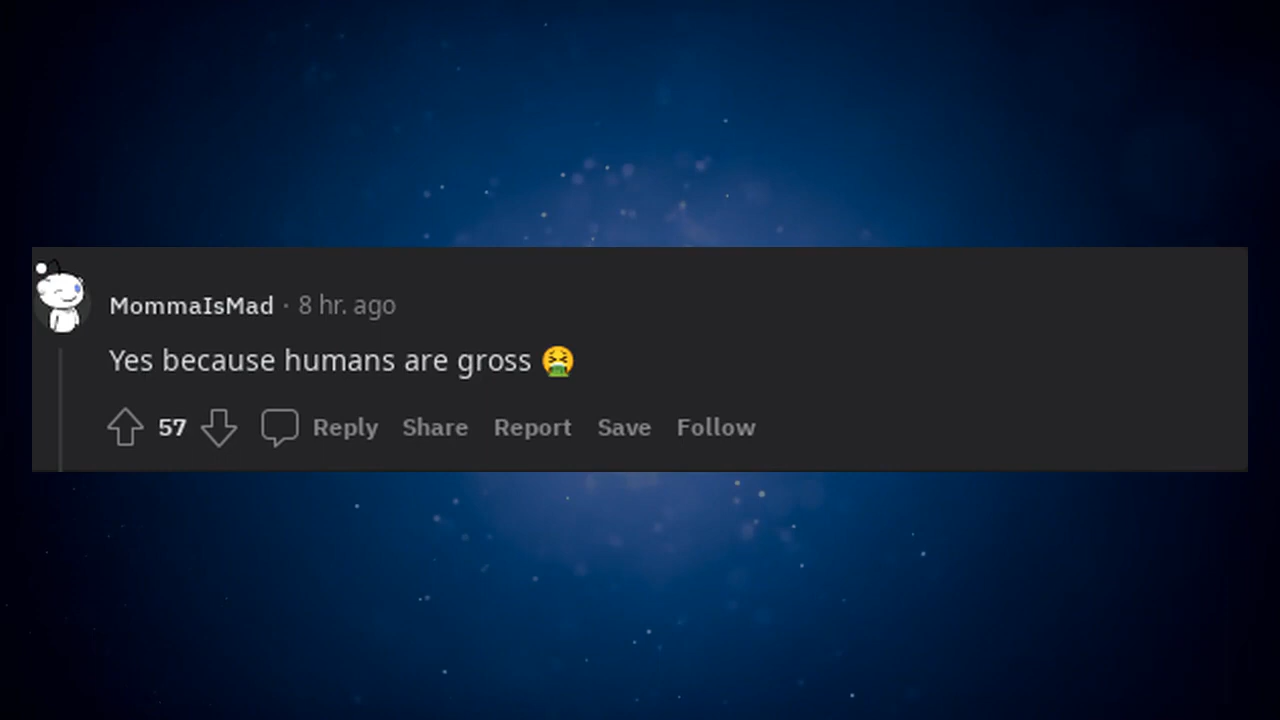 MommaIsMad · 8 hr. ago
Yes because humans are gross 🤮
57 Reply Share Report Save Follow